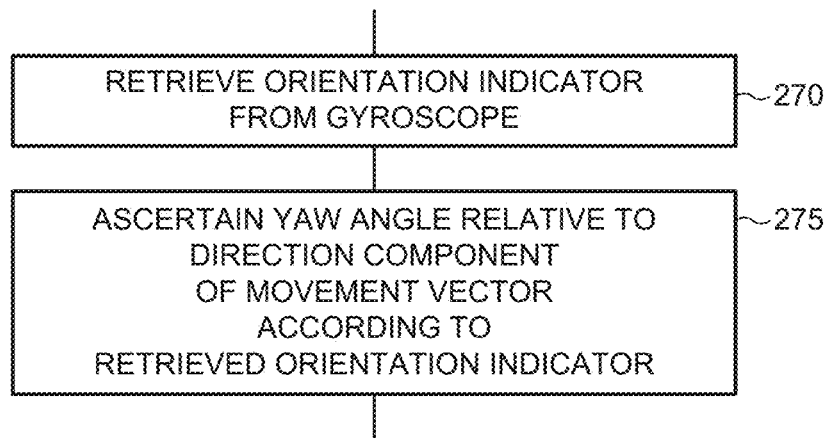 RETRIEVE ORIENTATION INDICATOR
FROM GYROSCOPE
270
ASCERTAIN YAW ANGLE RELATIVE TO
DIRECTION COMPONENT
OF MOVEMENT VECTOR
ACCORDING TO
RETRIEVED ORIENTATION INDICATOR
275